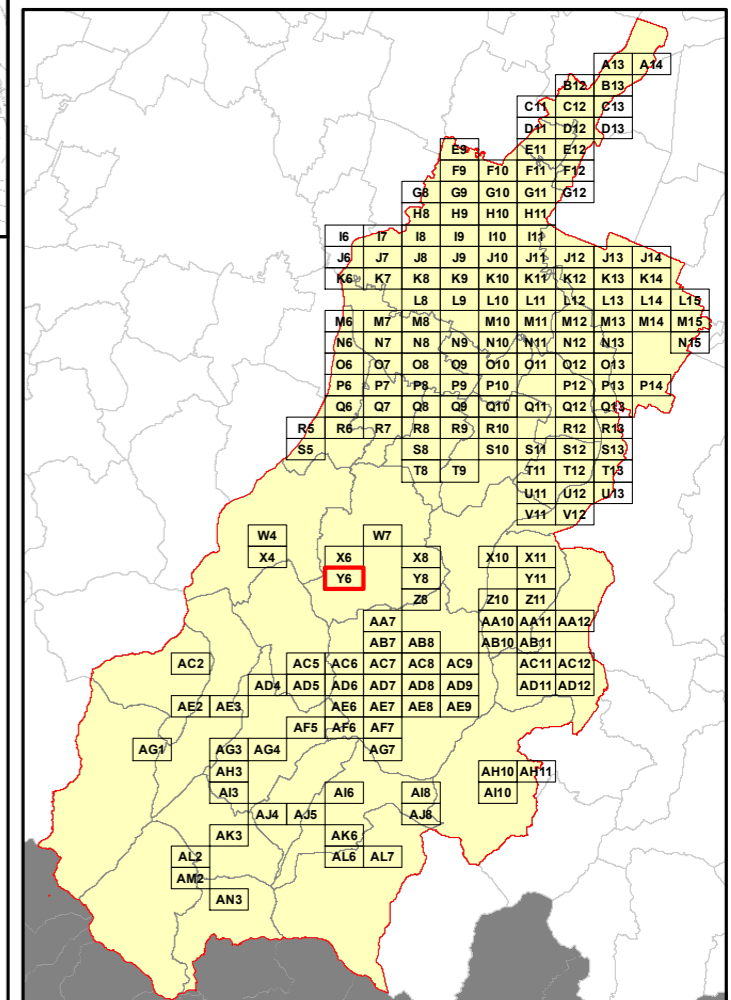 A13 A14
B12 B13
C11 C12 C13
D11 D12 D13
E9 E11 E12
F9 F10 F11 F12
G8 G9 G10 G11 G12
H8 H9 H10 H11
I6 I7 I8 I9 I10 I11
J6 J7 J8 J9 J10 J11 J12 J13 J14
K6 K7 K8 K9 K10 K11 K12 K13 K14
L8 L9 L10 L11 L12 L13 L14 L15
M6 M7 M8 M10 M11 M12 M13 M14 M15
N6 N7 N8 N9 N10 N11 N12 N13 N15
O6 O7 O8 O9 O10 O11 O12 O13
P6 P7 P8 P9 P10 P12 P13 P14
Q6 Q7 Q8 Q9 Q10 Q11 Q12 Q13
R5 R6 R7 R8 R9 R10 R12 R13
S5 S8 S10 S11 S12 S13
T8 T9 T11 T12 T13
U11 U12 U13
V11 V12
W4 W7
X4 X6 X8 X10 X11
Y6 Y8 Y11
Z8 Z10 Z11
AA7 AA10 AA11 AA12
AB7 AB8 AB10 AB11
AC2 AC5 AC6 AC7 AC8 AC9 AC11 AC12
AD4 AD5 AD6 AD7 AD8 AD9 AD11 AD12
AE2 AE3 AE6 AE7 AE8 AE9
AF5 AF6 AF7
AG1 AG3 AG4 AG7
AH3 AH10 AH11
AI3 AI6 AI8 AI10
AJ4 AJ5 AJ8
AK3 AK6
AL2 AL6 AL7
AM2
AN3